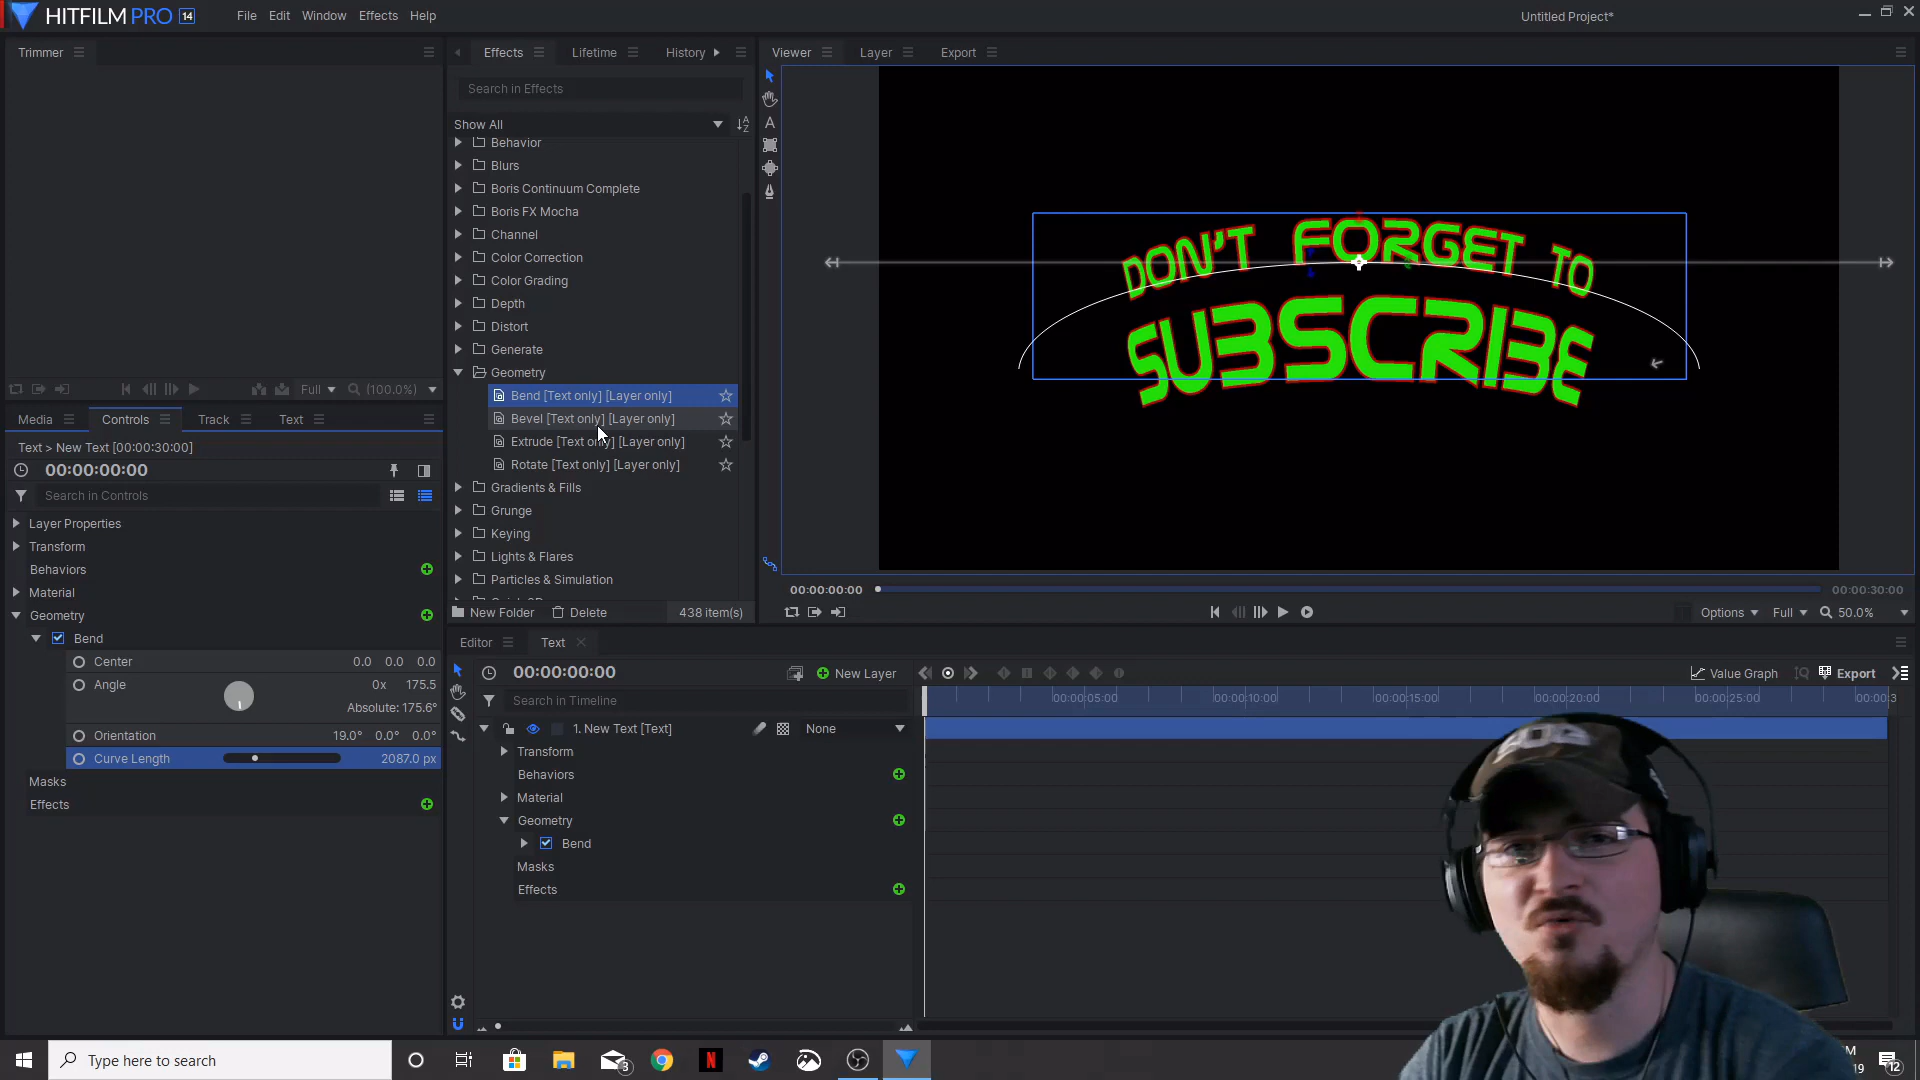 HITFILM PRO 14 File Edit Window Effects Help Untitled Project*
Trimmer
Effects Lifetime History
Viewer Layer Export
Search in Effects
Show All
Behavior
Blurs
Boris Continuum Complete
Boris FX Mocha
Channel
Color Correction
Color Grading
Depth
Distort
Generate
Geometry
Bend [Text only] [Layer only]
Bevel [Text only] [Layer only]
Extrude [Text only] [Layer only]
Rotate [Text only] [Layer only]
Gradients & Fills
Grunge
Keying
Lights & Flares
Particles & Simulation
New Folder Delete 438 item(s)
DON'T FORGET TO
SUBSCRIBE
00:00:00:00 00:00:30:00
Options Full 50.0%
Full (100.0%)
Media Controls Track Text
Text > New Text [00:00:30:00]
00:00:00:00
Search in Controls
Layer Properties
Transform
Behaviors
Material
Geometry
Bend
Center 0.0 0.0 0.0
Angle 0x 175.5
Absolute: 175.6°
Orientation 19.0° 0.0° 0.0°
Curve Length 2087.0 px
Masks
Effects
Editor Text
00:00:00:00 New Layer Value Graph Export
Search in Timeline
00:00:05:00 00:00:10:00 00:00:15:00 00:00:20:00 00:00:25:00 00:00:3
1. New Text [Text] None
Transform
Behaviors
Material
Geometry
Bend
Masks
Effects
Type here to search
3
N
M
19
12